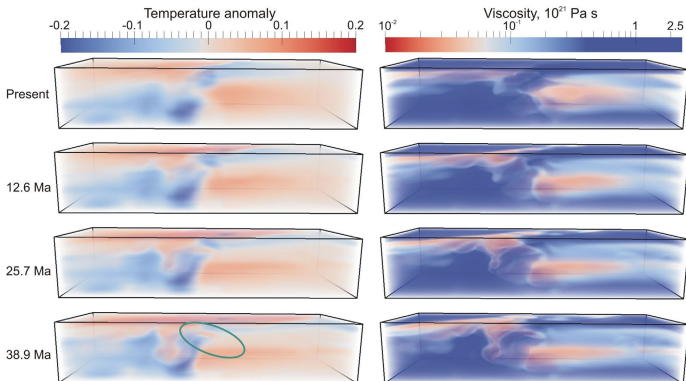 Temperature anomaly
-0.2 -0.1 0 0.1 0.2
Viscosity, 10²¹ Pa s
10⁻² 10⁻¹ 1 2.5
Present
12.6 Ma
25.7 Ma
38.9 Ma